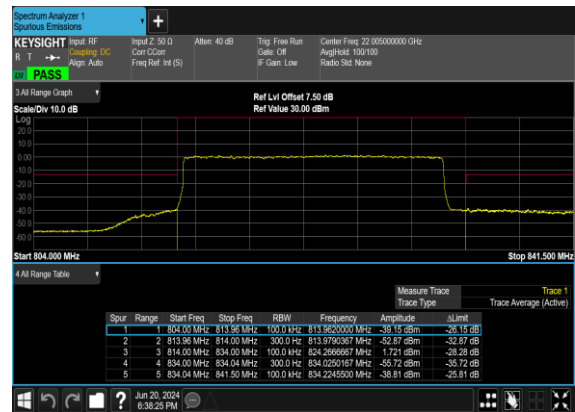 Spectrum Analyzer 1
Spurious Emissions
KEYSIGHT Input: RF Input Z: 50 Ω Atten: 40 dB Trig: Free Run Center Freq: 22.005000000 GHz
R T Coupling: DC Corr CCorr Gate: Off Avg|Hold: 100/100
Align: Auto Freq Ref: Int (S) IF Gain: Low Radio Std: None
PASS
3 All Range Graph
Ref Lvl Offset 7.50 dB
Scale/Div 10.0 dB Ref Value 30.00 dBm
Log
20.0
10.0
0.00
-10.0
-20.0
-30.0
-40.0
-50.0
-60.0
Start 804.000 MHz Stop 841.500 MHz
4 All Range Table
Measure Trace Trace 1
Trace Type Trace Average (Active)
Spur Range Start Freq Stop Freq RBW Frequency Amplitude ΔLimit
1 1 804.00 MHz 813.96 MHz 100.0 kHz 813.9620000 MHz -39.15 dBm -26.15 dB
2 2 813.96 MHz 814.00 MHz 300.0 Hz 813.9790367 MHz -52.87 dBm -32.87 dB
3 3 814.00 MHz 834.00 MHz 100.0 kHz 824.2666667 MHz 1.721 dBm -28.28 dB
4 4 834.00 MHz 834.04 MHz 300.0 Hz 834.0250167 MHz -55.72 dBm -35.72 dB
5 5 834.04 MHz 841.50 MHz 100.0 kHz 834.2245500 MHz -38.81 dBm -25.81 dB
Jun 20, 2024
6:38:25 PM